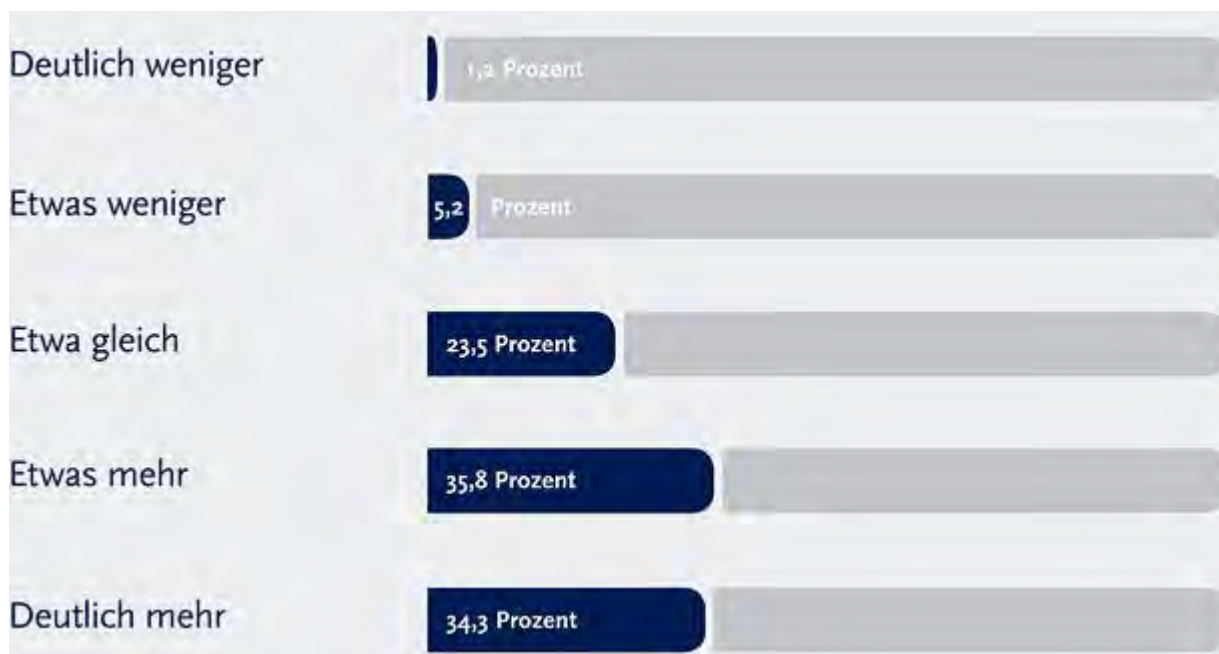 Deutlich weniger 1,2 Prozent
Etwas weniger 5,2 Prozent
Etwa gleich 23,5 Prozent
Etwas mehr 35,8 Prozent
Deutlich mehr 34,3 Prozent